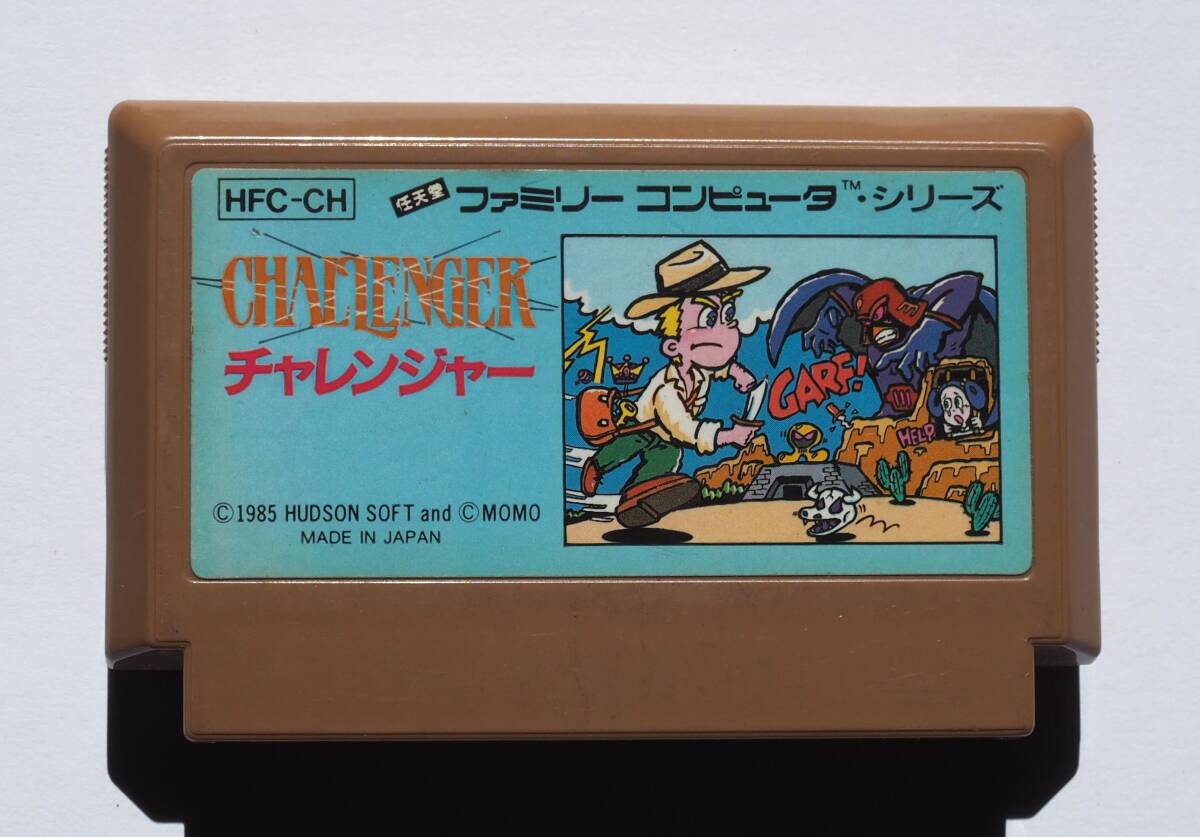 HFC-CH
任天堂 ファミリー コンピュータ™・シリーズ
CHALLENGER
チャレンジャー
GARF!
HELP
©1985 HUDSON SOFT and ©MOMO
MADE IN JAPAN